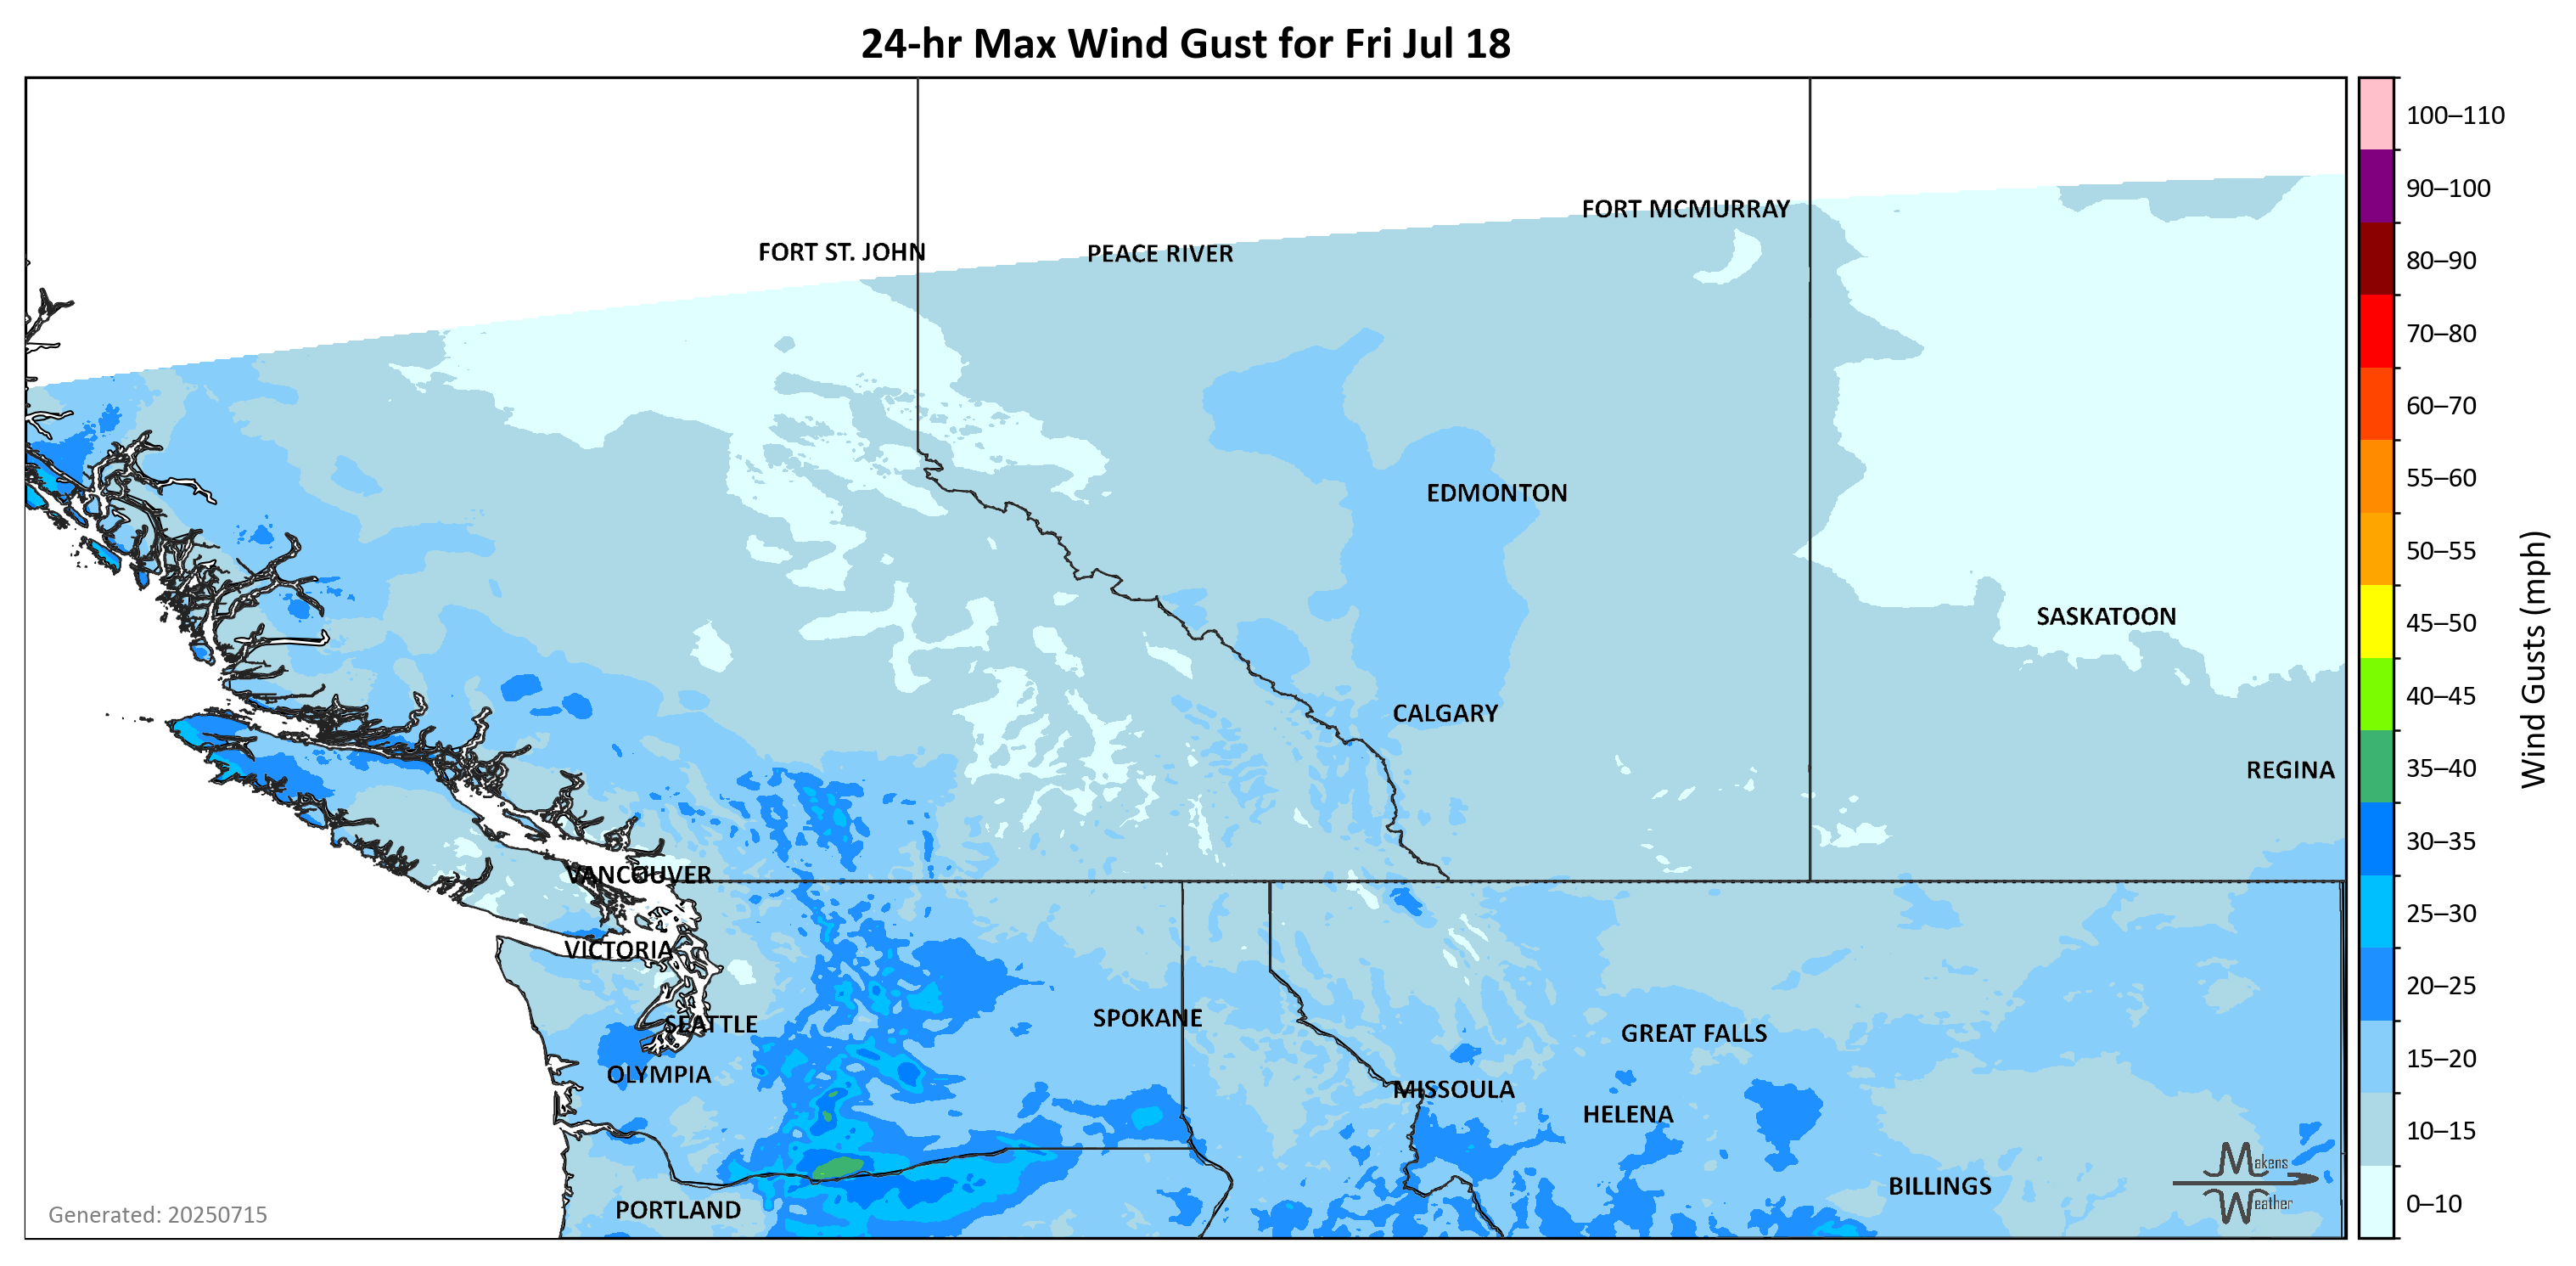 24-hr Max Wind Gust for Fri Jul 18
100–110
90–100
80–90
70–80
60–70
55–60
50–55
45–50
40–45
35–40
30–35
25–30
20–25
15–20
10–15
0–10
Wind Gusts (mph)
FORT MCMURRAY
FORT ST. JOHN
PEACE RIVER
EDMONTON
SASKATOON
CALGARY
REGINA
VANCOUVER
VICTORIA
SPOKANE
SEATTLE
GREAT FALLS
OLYMPIA
MISSOULA
HELENA
BILLINGS
PORTLAND
Makens
Weather
Generated: 20250715